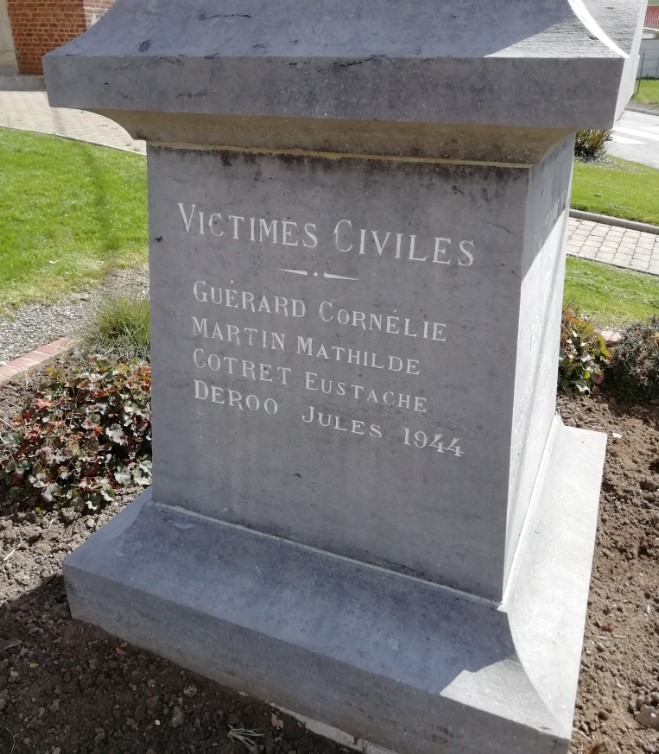 VICTIMES CIVILES
GUÉRARD CORNÉLIE
MARTIN MATHILDE
COTRET EUSTACHE
DEROO JULES 1944